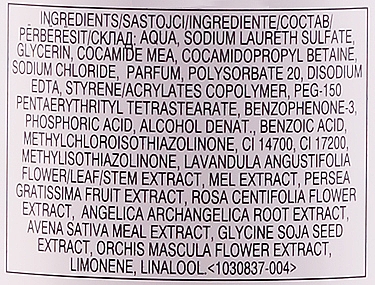 INGREDIENTS/SASTOJCI/INGREDIENTE/СОСТАВ/
PERBERESIT/СКЛАД: AQUA, SODIUM LAURETH SULFATE,
GLYCERIN, COCAMIDE MEA, COCAMIDOPROPYL BETAINE,
SODIUM CHLORIDE, PARFUM, POLYSORBATE 20, DISODIUM
EDTA, STYRENE/ACRYLATES COPOLYMER, PEG-150
PENTAERYTHRITYL TETRASTEARATE, BENZOPHENONE-3,
PHOSPHORIC ACID, ALCOHOL DENAT., BENZOIC ACID,
METHYLCHLOROISOTHIAZOLINONE, CI 14700, CI 17200,
METHYLISOTHIAZOLINONE, LAVANDULA ANGUSTIFOLIA
FLOWER/LEAF/STEM EXTRACT, MEL EXTRACT, PERSEA
GRATISSIMA FRUIT EXTRACT, ROSA CENTIFOLIA FLOWER
EXTRACT, ANGELICA ARCHANGELICA ROOT EXTRACT,
AVENA SATIVA MEAL EXTRACT, GLYCINE SOJA SEED
EXTRACT, ORCHIS MASCULA FLOWER EXTRACT,
LIMONENE, LINALOOL.<1030837-004>